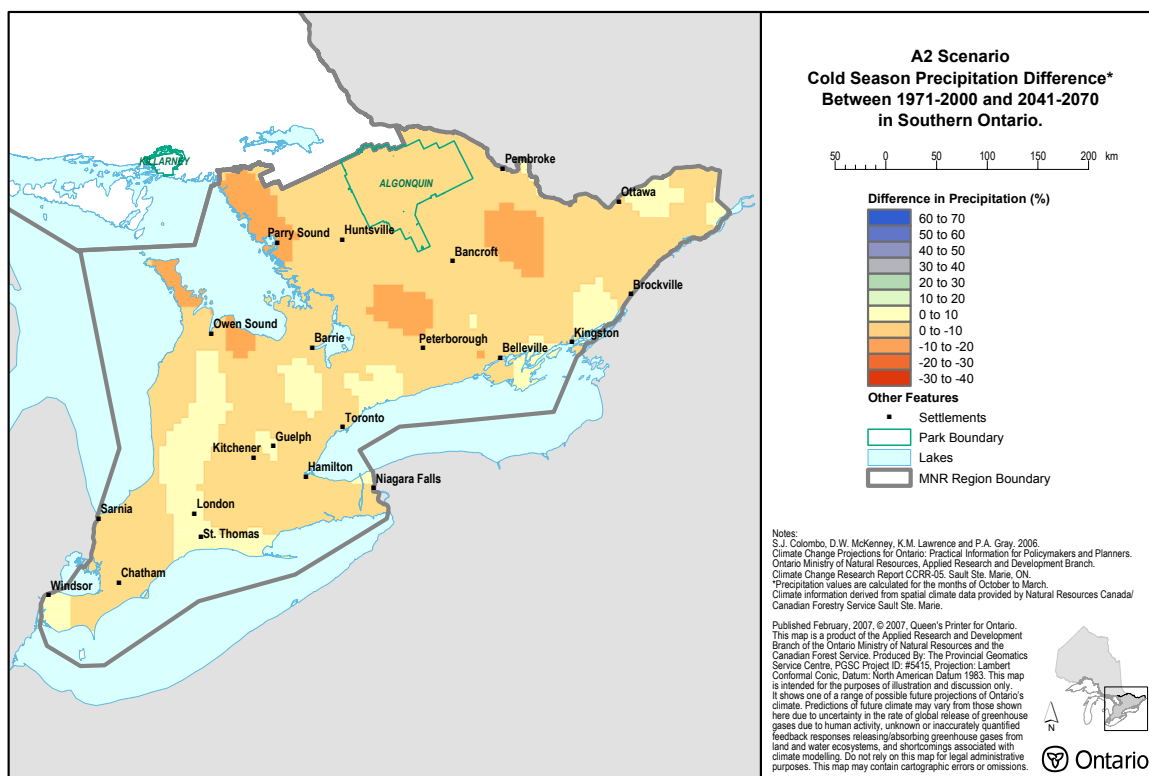 A2 Scenario
Cold Season Precipitation Difference*
Between 1971-2000 and 2041-2070
in Southern Ontario.
50 0 50 100 150 200 km
Difference in Precipitation (%)
60 to 70
50 to 60
40 to 50
30 to 40
20 to 30
10 to 20
0 to 10
0 to -10
-10 to -20
-20 to -30
-30 to -40
Other Features
Settlements
Park Boundary
Lakes
MNR Region Boundary
KILLARNEY
ALGONQUIN
Pembroke
Ottawa
Parry Sound
Huntsville
Bancroft
Brockville
Owen Sound
Barrie
Peterborough
Kingston
Belleville
Toronto
Guelph
Kitchener
Hamilton
Niagara Falls
London
Sarnia
St. Thomas
Chatham
Windsor
Notes:
S.J. Colombo, D.W. McKenney, K.M. Lawrence and P.A. Gray. 2006.
Climate Change Projections for Ontario: Practical Information for Policymakers and Planners.
Ontario Ministry of Natural Resources, Applied Research and Development Branch.
Climate Change Research Report CCRR-05. Sault Ste. Marie, ON.
*Precipitation values are calculated for the months of October to March.
Climate information derived from spatial climate data provided by Natural Resources Canada/
Canadian Forestry Service Sault Ste. Marie.
Published February, 2007, © 2007, Queen's Printer for Ontario.
This map is a product of the Applied Research and Development
Branch of the Ontario Ministry of Natural Resources and the
Canadian Forest Service. Produced By: The Provincial Geomatics
Service Centre, PGSC Project ID: #5415, Projection: Lambert
Conformal Conic, Datum: North American Datum 1983. This map
is intended for the purposes of illustration and discussion only.
It shows one of a range of possible future projections of Ontario's
climate. Predictions of future climate may vary from those shown
here due to uncertainty in the rate of global release of greenhouse
gases due to human activity, unknown or inaccurately quantified
feedback responses releasing/absorbing greenhouse gases from
land and water ecosystems, and shortcomings associated with
climate modelling. Do not rely on this map for legal administrative
purposes. This map may contain cartographic errors or omissions.
N
Ontario